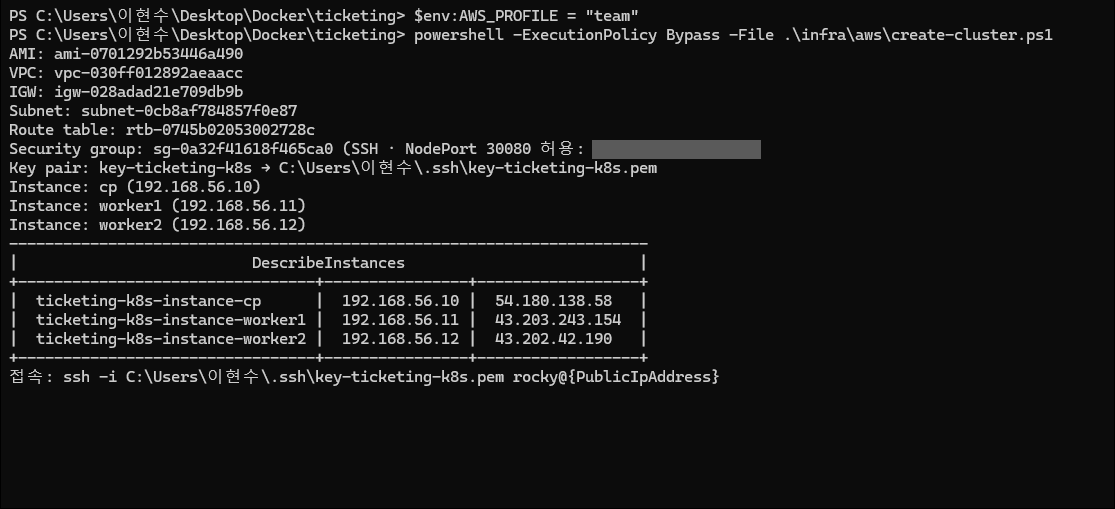 PS C:\Users\이현수\Desktop\Docker\ticketing> $env:AWS_PROFILE = "team"
PS C:\Users\이현수\Desktop\Docker\ticketing> powershell -ExecutionPolicy Bypass -File .\infra\aws\create-cluster.ps1
AMI: ami-0701292b53446a490
VPC: vpc-030ff012892aeaacc
IGW: igw-028adad21e709db9b
Subnet: subnet-0cb8af784857f0e87
Route table: rtb-0745b02053002728c
Security group: sg-0a32f41618f465ca0 (SSH · NodePort 30080 허용:
Key pair: key-ticketing-k8s → C:\Users\이현수\.ssh\key-ticketing-k8s.pem
Instance: cp (192.168.56.10)
Instance: worker1 (192.168.56.11)
Instance: worker2 (192.168.56.12)
DescribeInstances
ticketing-k8s-instance-cp | 192.168.56.10 | 54.180.138.58
ticketing-k8s-instance-worker1 | 192.168.56.11 | 43.203.243.154
ticketing-k8s-instance-worker2 | 192.168.56.12 | 43.202.42.190
접속: ssh -i C:\Users\이현수\.ssh\key-ticketing-k8s.pem rocky@{PublicIpAddress}